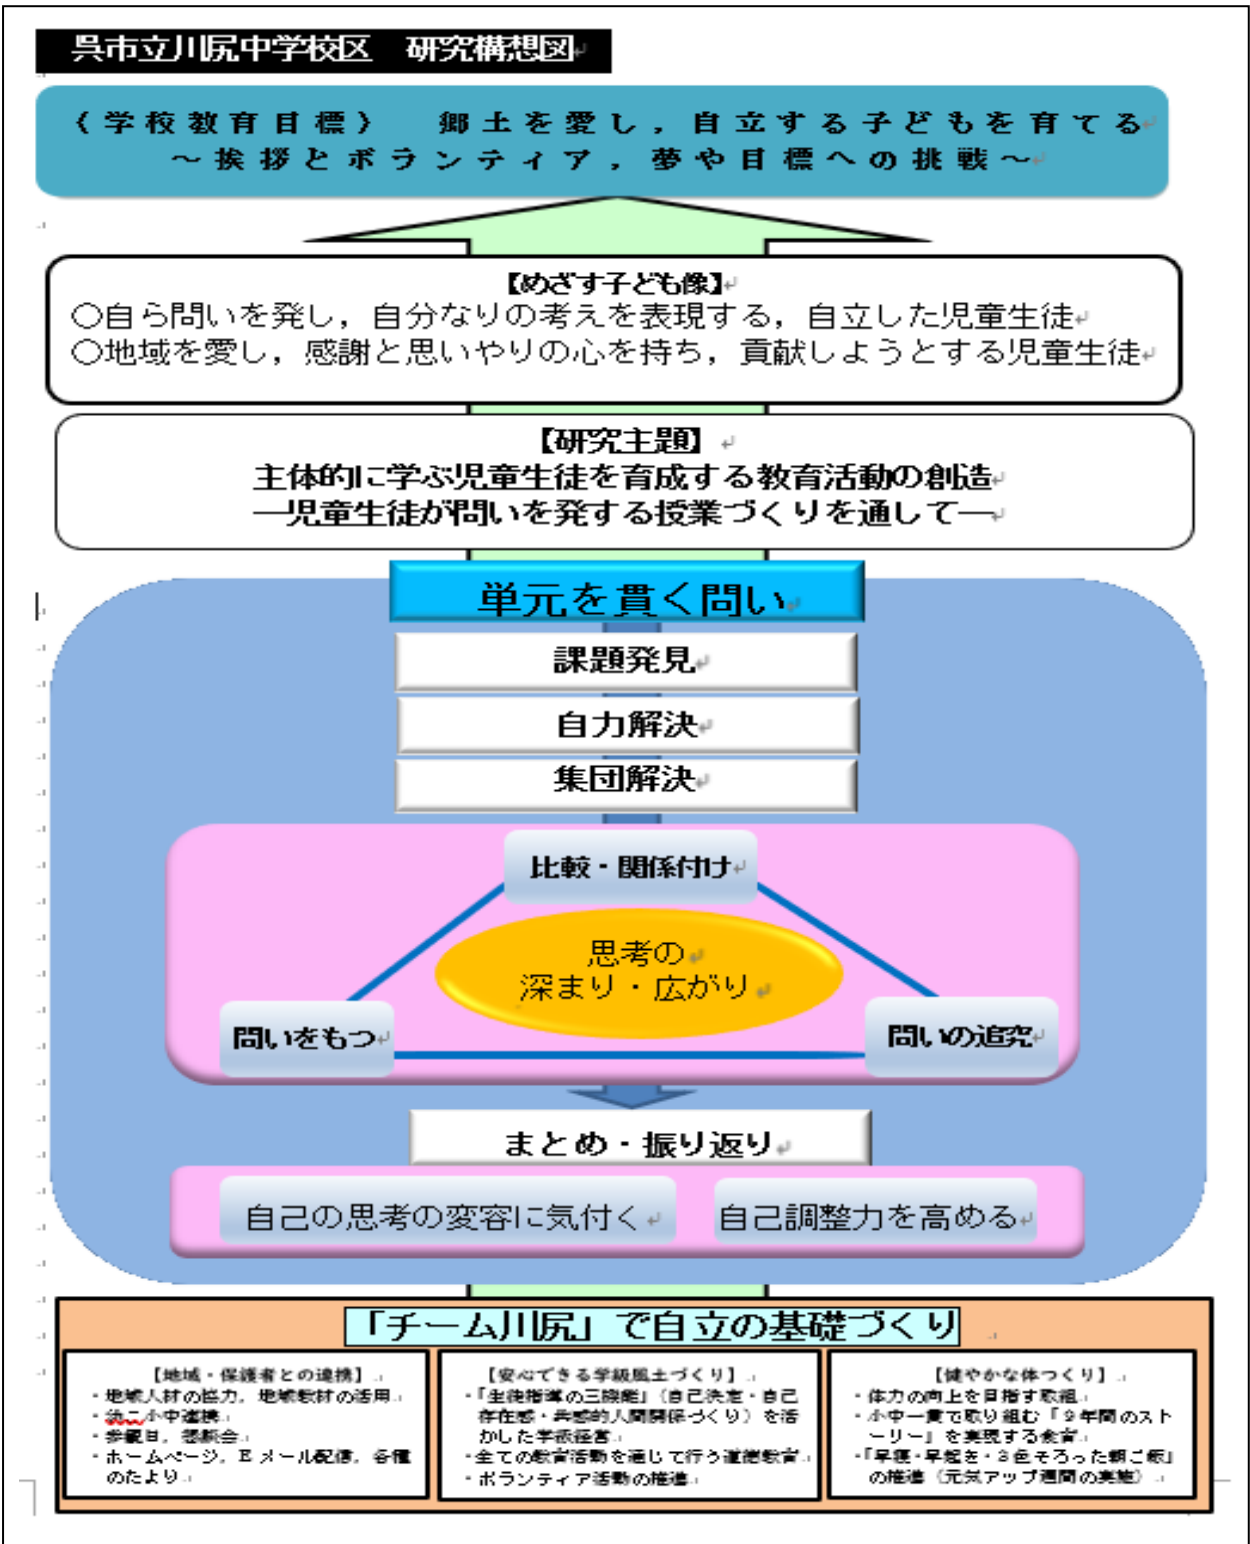 呉市立川尻中学校区　研究構想図
（学校教育目標）　郷土を愛し，自立する子どもを育てる
～挨拶とボランティア，夢や目標への挑戦～
【めざす子ども像】
○自ら問いを発し，自分なりの考えを表現する，自立した児童生徒
○地域を愛し，感謝と思いやりの心を持ち，貢献しようとする児童生徒
【研究主題】
主体的に学ぶ児童生徒を育成する教育活動の創造
―児童生徒が問いを発する授業づくりを通して―
単元を貫く問い
課題発見
自力解決
集団解決
比較・関係付け
思考の
深まり・広がり
問いをもつ
問いの追究
まとめ・振り返り
自己の思考の変容に気付く
自己調整力を高める
「チーム川尻」で自立の基礎づくり
【地域・保護者との連携】
・地域人材の協力，地域教材の活用
・幼こ小中連携
・参観日，懇談会
・ホームページ，Eメール配信，各種
のたより
【安心できる学級風土づくり】
・「生徒指導の三機能」（自己決定・自己
存在感・共感的人間関係づくり）を活
かした学級経営
・全ての教育活動を通じて行う道徳教育
・ボランティア活動の推進
【健やかな体つくり】
・体力の向上を目指す取組
・小中一貫で取り組む「９年間のスト
ーリー」を実現する食育
・「早寝・早起き・３色そろった朝ご飯」
の推進（元気アップ週間の実施）